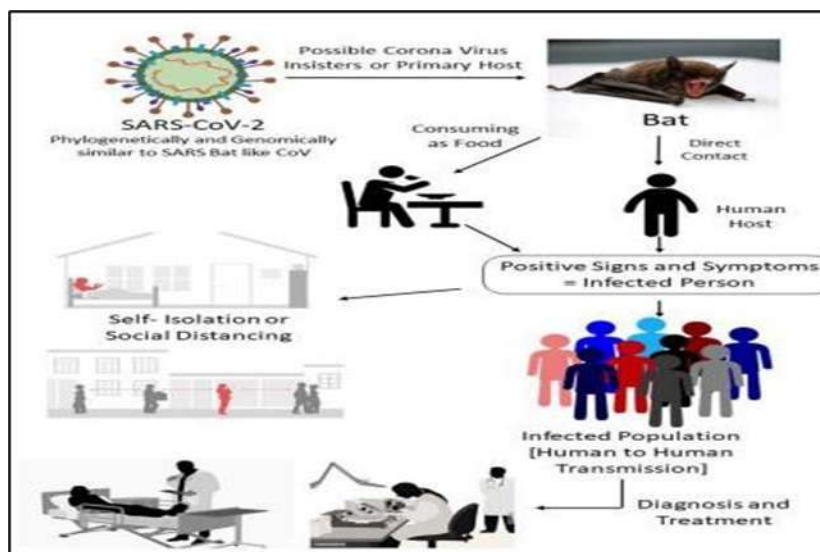 Possible Corona Virus
Insisters or Primary Host
SARS-CoV-2
Phylogenetically and Genomically
similar to SARS Bat like CoV
Bat
Consuming
as Food
Direct
Contact
Human
Host
Positive Signs and Symptoms
= Infected Person
Self- Isolation or
Social Distancing
Infected Population
[Human to Human
Transmission]
Diagnosis and
Treatment